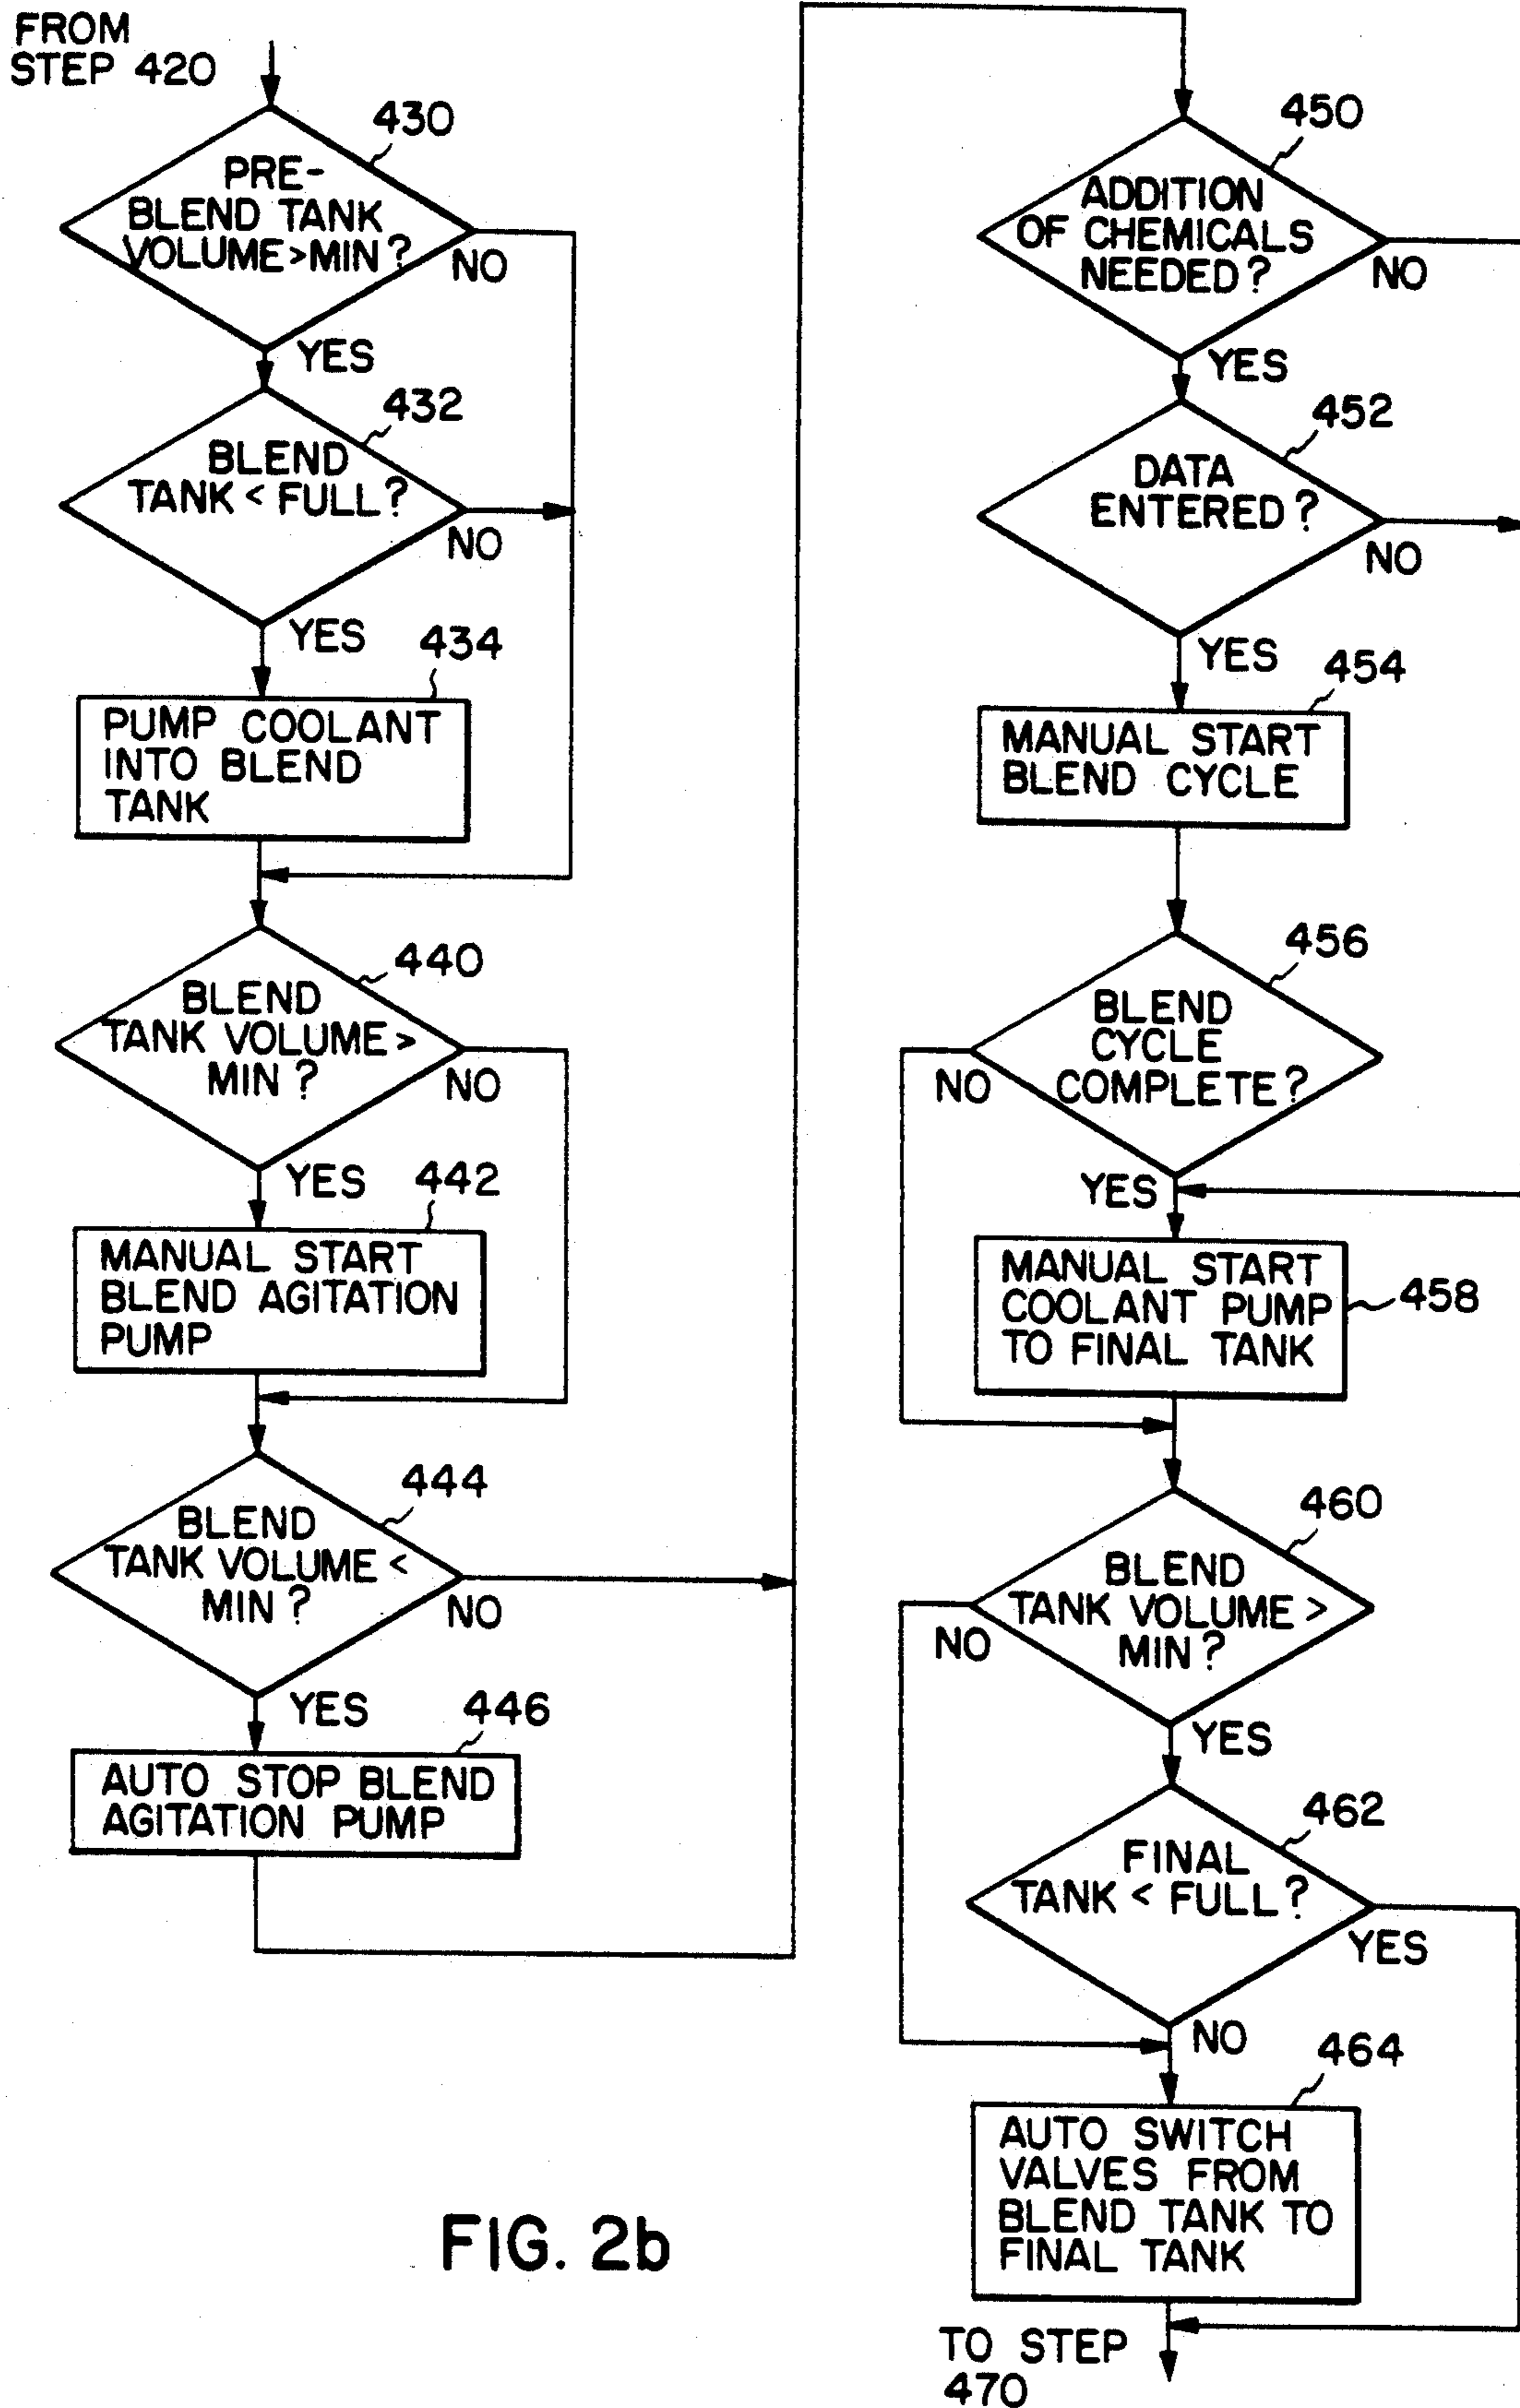 FROM
STEP 420
430
PRE-
BLEND TANK
VOLUME>MIN?
NO
YES
432
BLEND
TANK < FULL?
NO
YES
434
PUMP COOLANT
INTO BLEND
TANK
440
BLEND
TANK VOLUME >
MIN?
NO
YES
442
MANUAL START
BLEND AGITATION
PUMP
444
BLEND
TANK VOLUME <
MIN?
NO
YES
446
AUTO STOP BLEND
AGITATION PUMP
450
ADDITION
OF CHEMICALS
NEEDED?
NO
YES
452
DATA
ENTERED?
NO
YES
454
MANUAL START
BLEND CYCLE
456
BLEND
CYCLE
COMPLETE?
NO
YES
MANUAL START
COOLANT PUMP
TO FINAL TANK
458
460
BLEND
TANK VOLUME >
MIN?
NO
YES
462
FINAL
TANK < FULL?
YES
NO
464
AUTO SWITCH
VALVES FROM
BLEND TANK TO
FINAL TANK
TO STEP
470
FIG. 2b